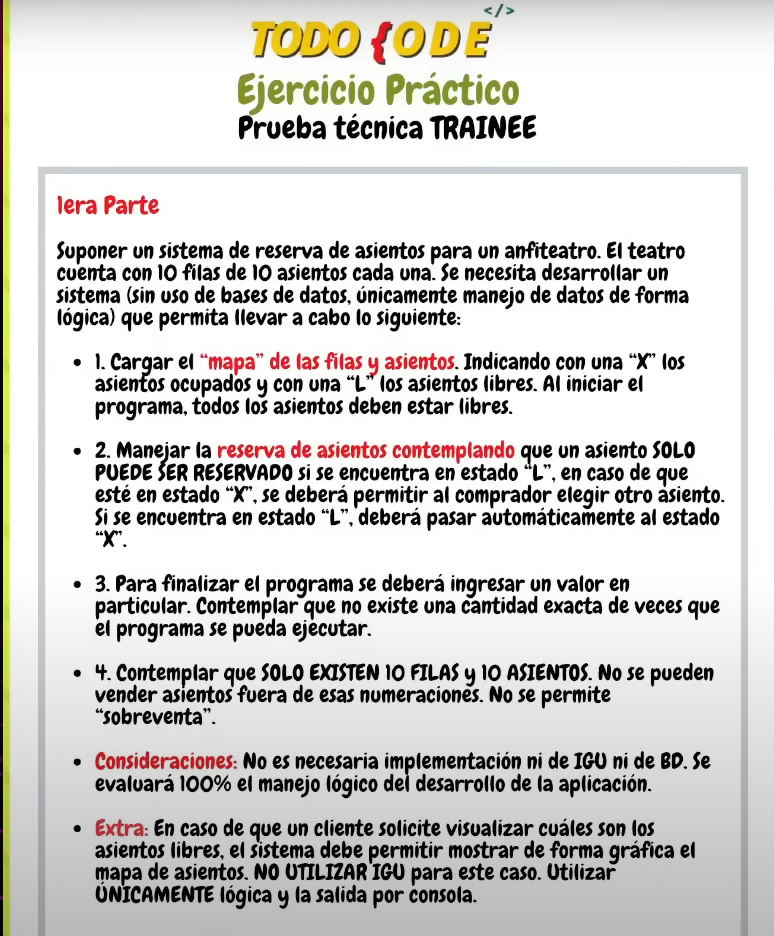 </>
TODO {ODE
Ejercicio Práctico
Prueba técnica TRAINEE
1era Parte
Suponer un sistema de reserva de asientos para un anfiteatro. El teatro
cuenta con 10 filas de 10 asientos cada una. Se necesita desarrollar un
sistema (sin uso de bases de datos, únicamente manejo de datos de forma
lógica) que permita llevar a cabo lo siguiente:
• 1. Cargar el “mapa” de las filas y asientos. Indicando con una “X” los
asientos ocupados y con una “L” los asientos libres. Al iniciar el
programa, todos los asientos deben estar libres.
• 2. Manejar la reserva de asientos contemplando que un asiento SOLO
PUEDE SER RESERVADO si se encuentra en estado “L”, en caso de que
esté en estado “X”, se deberá permitir al comprador elegir otro asiento.
Si se encuentra en estado “L”, deberá pasar automáticamente al estado
“X”.
• 3. Para finalizar el programa se deberá ingresar un valor en
particular. Contemplar que no existe una cantidad exacta de veces que
el programa se pueda ejecutar.
• 4. Contemplar que SOLO EXISTEN 10 FILAS y 10 ASIENTOS. No se pueden
vender asientos fuera de esas numeraciones. No se permite
“sobreventa”.
• Consideraciones: No es necesaria implementación ni de IGU ni de BD. Se
evaluará 100% el manejo lógico del desarrollo de la aplicación.
• Extra: En caso de que un cliente solicite visualizar cuáles son los
asientos libres, el sistema debe permitir mostrar de forma gráfica el
mapa de asientos. NO UTILIZAR IGU para este caso. Utilizar
ÚNICAMENTE lógica y la salida por consola.